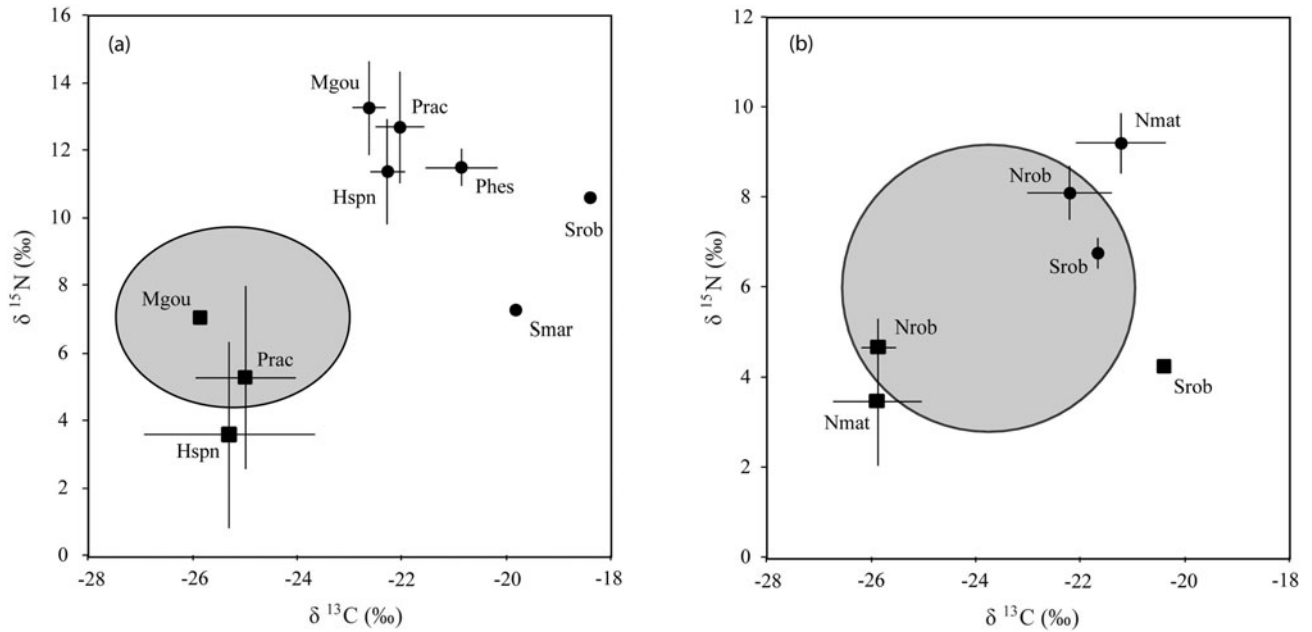 (a)
16
14
12
10
8
6
4
2
0
δ ¹⁵N (‰)
Mgou
Prac
Hspn
Phes
Srob
Smar
Mgou
Prac
Hspn
-28
-26
-24
-22
-20
-18
δ ¹³C (‰)
(b)
12
10
8
6
4
2
0
δ ¹⁵N (‰)
Nmat
Nrob
Srob
Nrob
Srob
Nmat
-28
-26
-24
-22
-20
-18
δ ¹³C (‰)